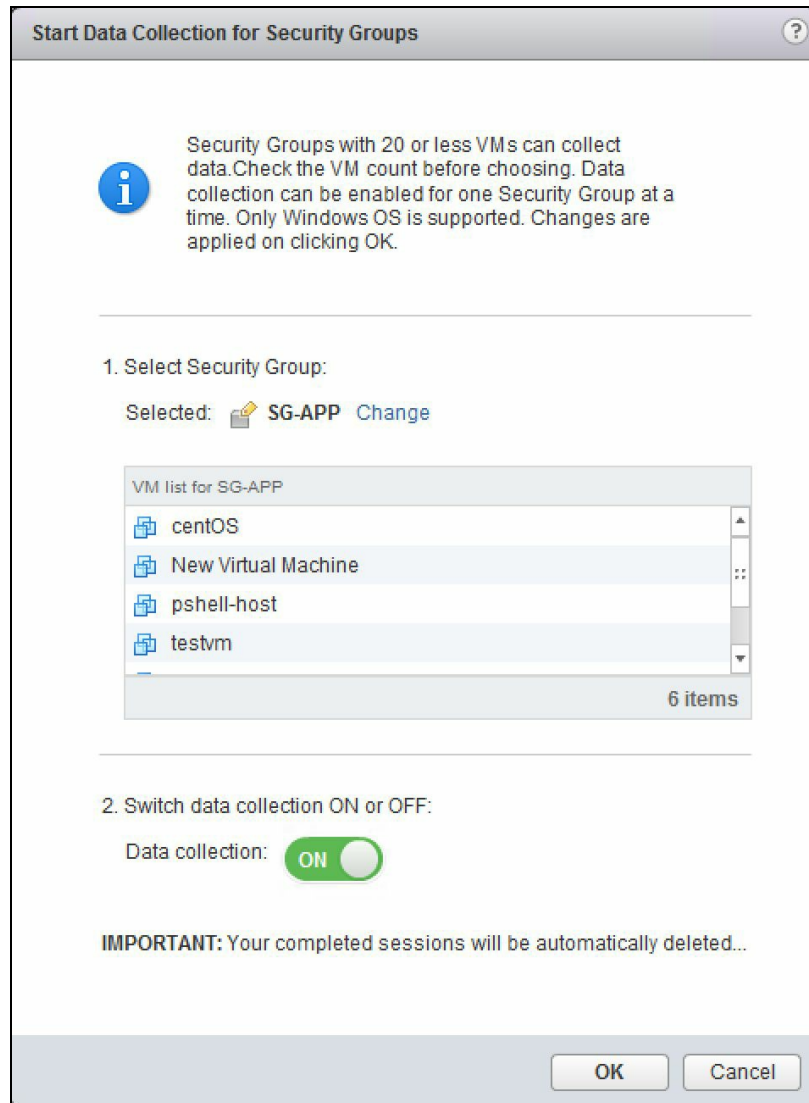 Start Data Collection for Security Groups
?
Security Groups with 20 or less VMs can collect
data.Check the VM count before choosing. Data
collection can be enabled for one Security Group at a
time. Only Windows OS is supported. Changes are
applied on clicking OK.
1. Select Security Group:
Selected: SG-APP Change
VM list for SG-APP
centOS
New Virtual Machine
pshell-host
testvm
6 items
2. Switch data collection ON or OFF:
Data collection: ON
IMPORTANT: Your completed sessions will be automatically deleted...
OK Cancel